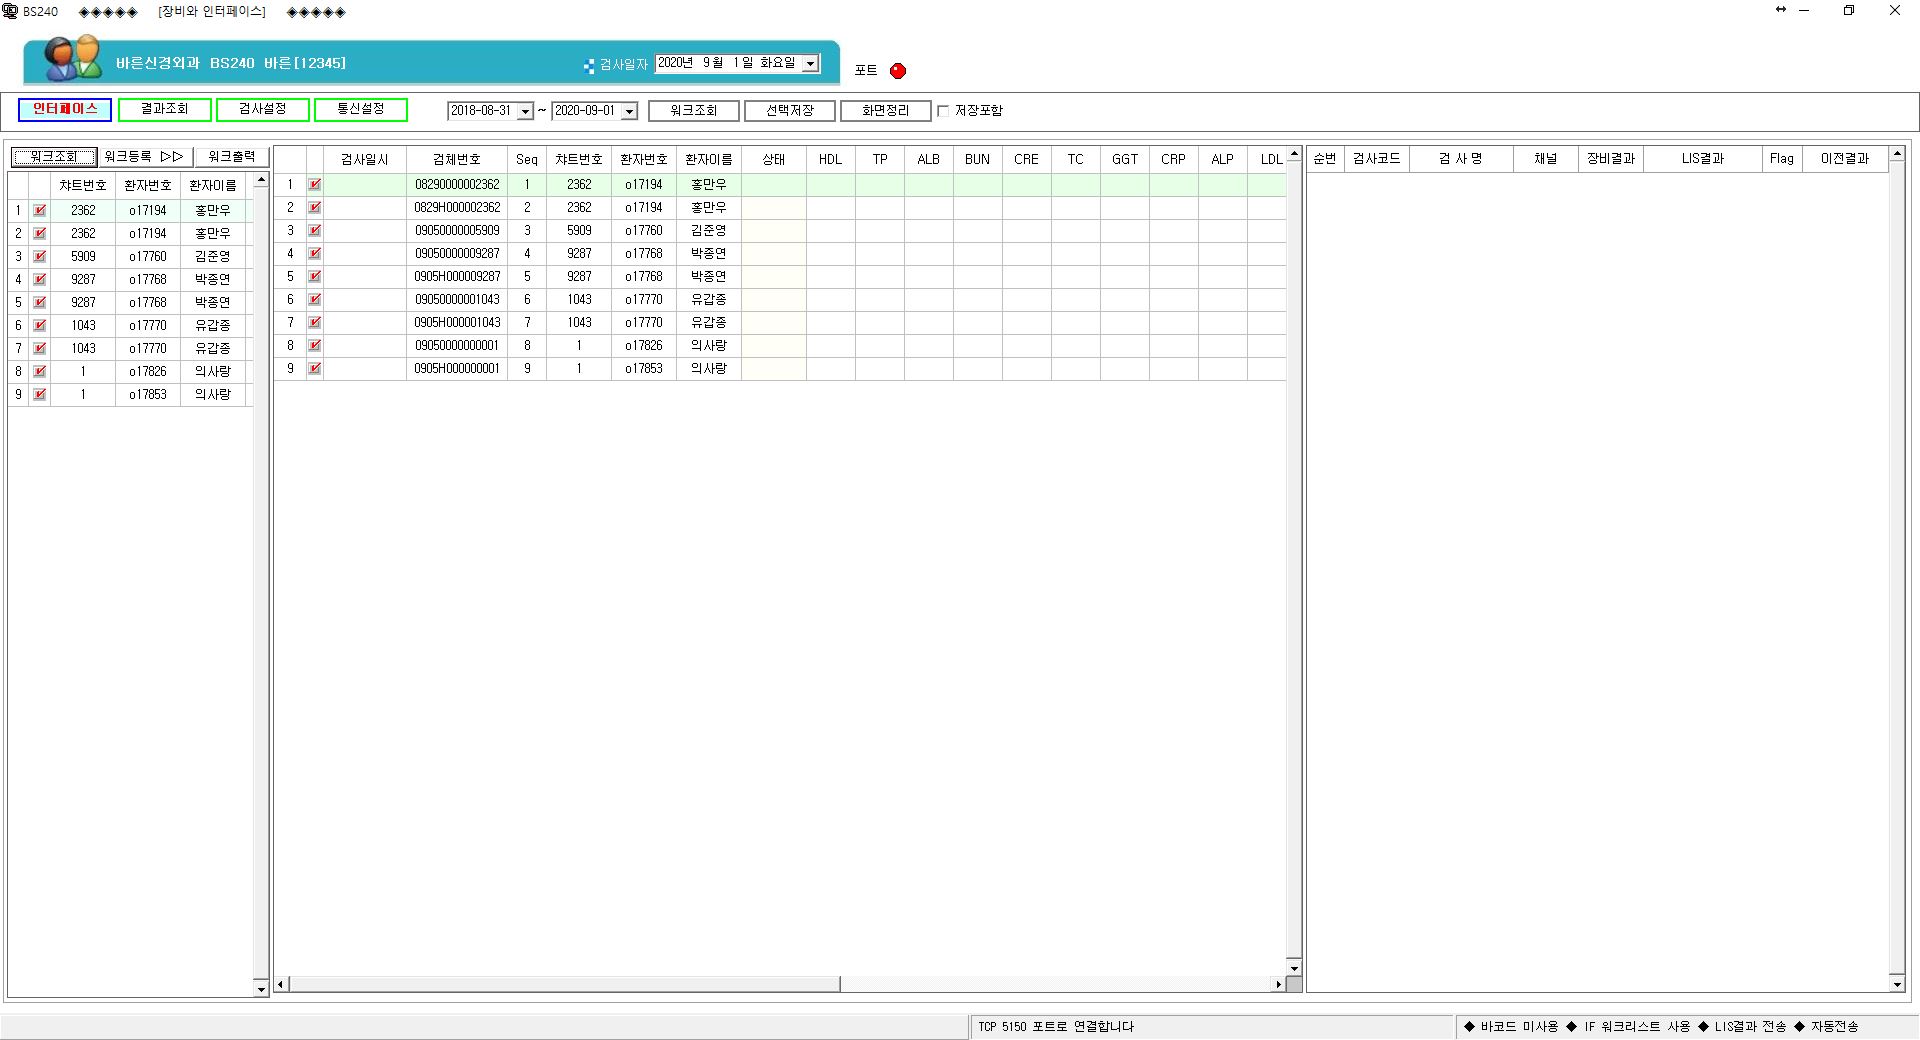 BS240 ◈◈◈◈◈ [장비와 인터페이스] ◈◈◈◈◈
바른신경외과 BS240 바른[12345]
검사일자 2020년 9월 1일 화요일
포트
인터페이스 결과조회 검사설정 통신설정 2018-08-31 ~ 2020-09-01 워크조회 선택저장 화면정리 저장포함
워크조회 워크등록 ▷▷ 워크출력
챠트번호 환자번호 환자이름
1 2362 o17194 홍만우
2 2362 o17194 홍만우
3 5909 o17760 김준영
4 9287 o17768 박종연
5 9287 o17768 박종연
6 1043 o17770 유갑종
7 1043 o17770 유갑종
8 1 o17826 의사랑
9 1 o17853 의사랑
검사일시 검체번호 Seq 챠트번호 환자번호 환자이름 상태 HDL TP ALB BUN CRE TC GGT CRP ALP LDL
1 08290000002362 1 2362 o17194 홍만우
2 0829H000002362 2 2362 o17194 홍만우
3 09050000005909 3 5909 o17760 김준영
4 09050000009287 4 9287 o17768 박종연
5 0905H000009287 5 9287 o17768 박종연
6 09050000001043 6 1043 o17770 유갑종
7 0905H000001043 7 1043 o17770 유갑종
8 09050000000001 8 1 o17826 의사랑
9 0905H000000001 9 1 o17853 의사랑
순번 검사코드 검 사 명 채널 장비결과 LIS결과 Flag 이전결과
TCP 5150 포트로 연결합니다
◆ 바코드 미사용 ◆ IF 워크리스트 사용 ◆ LIS결과 전송 ◆ 자동전송